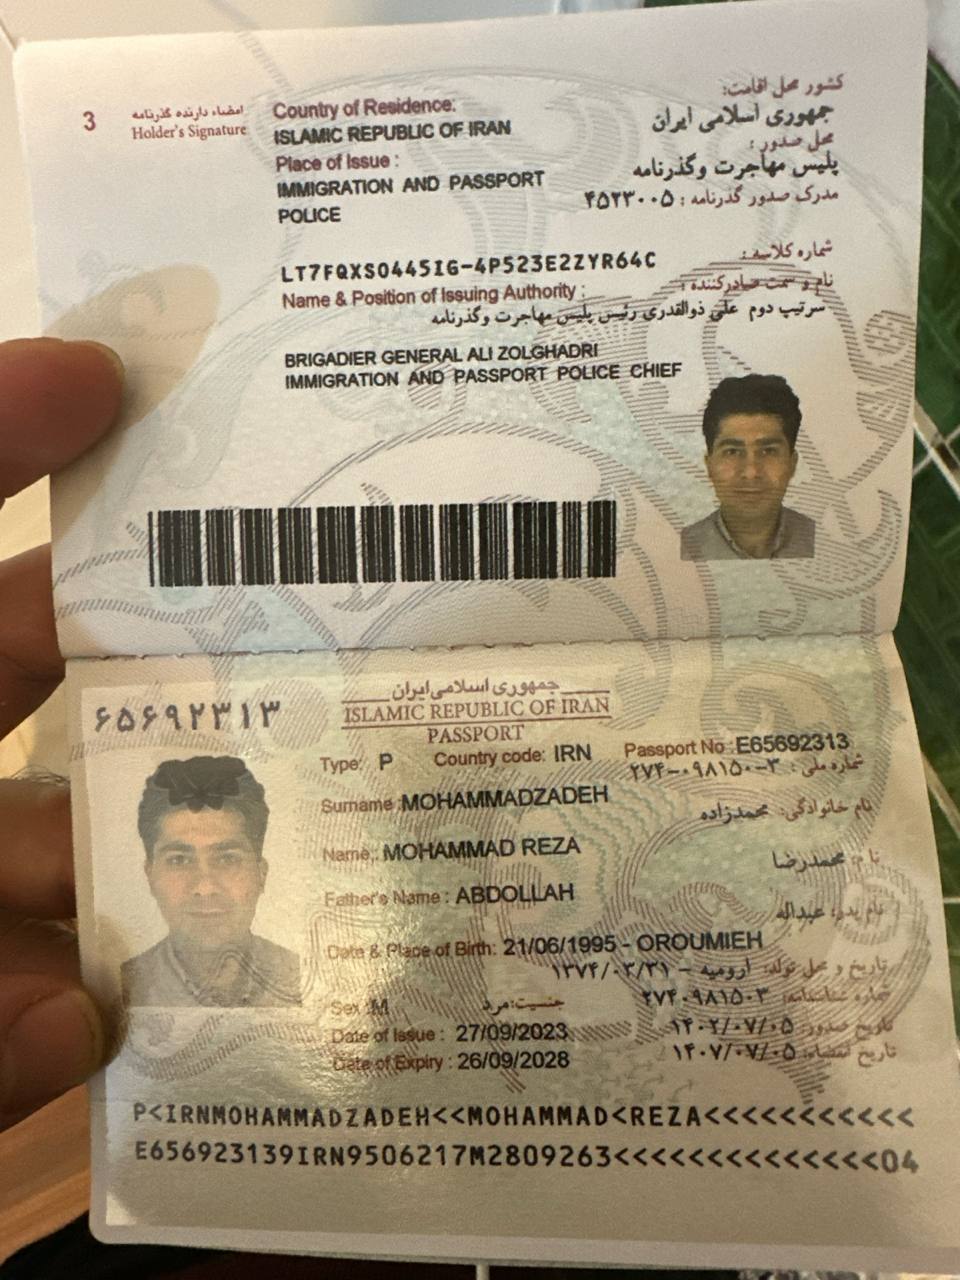 3
امضاء دارنده گذرنامه
Holder's Signature
Country of Residence:
کشور محل اقامت:
ISLAMIC REPUBLIC OF IRAN
جمهوری اسلامی ایران
Place of Issue :
محل صدور :
IMMIGRATION AND PASSPORT
پلیس مهاجرت وگذرنامه
POLICE
مدرک صدور گذرنامه : ۴۵۲۳۰۰۵
شماره کلاسه :
LT7FQXS0445IG-4P523E2ZYR64C
Name & Position of Issuing Authority :
نام و سمت صادرکننده :
سرتیپ دوم علی ذوالقدری رئیس پلیس مهاجرت وگذرنامه
BRIGADIER GENERAL ALI ZOLGHADRI
IMMIGRATION AND PASSPORT POLICE CHIEF
۶۵۶۹۲۳۱۳
جمهوری اسلامی ایران
ISLAMIC REPUBLIC OF IRAN
PASSPORT
Type: P Country code: IRN Passport No :E65692313
شماره ملی : ۲۷۴-۰۹۸۱۵۰-۳
Surname :MOHAMMADZADEH
نام خانوادگی: محمدزاده
Name: MOHAMMAD REZA
نام: محمدرضا
Father's Name : ABDOLLAH
نام پدر: عبداله
Date & Place of Birth: 21/06/1995 - OROUMIEH
تاریخ و محل تولد: ارومیه - ۱۳۷۴/۰۳/۳۱
شماره شناسنامه: ۲۷۴۰۹۸۱۵۰۳
Sex :M جنسیت:مرد
Date of Issue : 27/09/2023
تاریخ صدور: ۱۴۰۲/۰۷/۰۵
Date of Expiry : 26/09/2028
تاریخ انقضاء: ۱۴۰۷/۰۷/۰۵
P<IRNMOHAMMADZADEH<<MOHAMMAD<REZA<<<<<<<<<<<
E656923139IRN9506217M2809263<<<<<<<<<<<<<<04